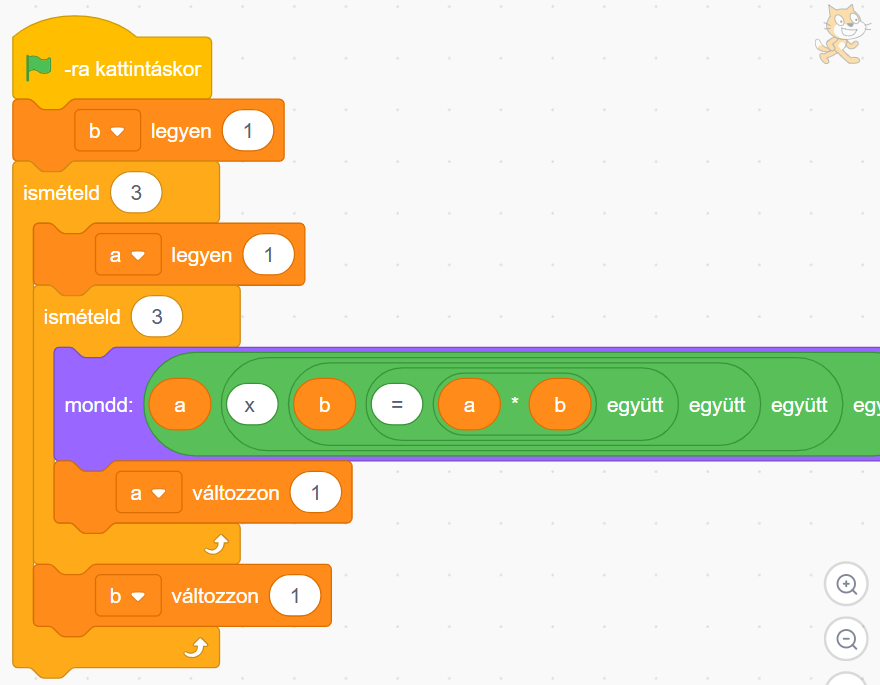 -ra kattintáskor
b legyen 1
ismételd 3
a legyen 1
ismételd 3
mondd: a x b = a * b együtt együtt együtt
a változzon 1
b változzon 1